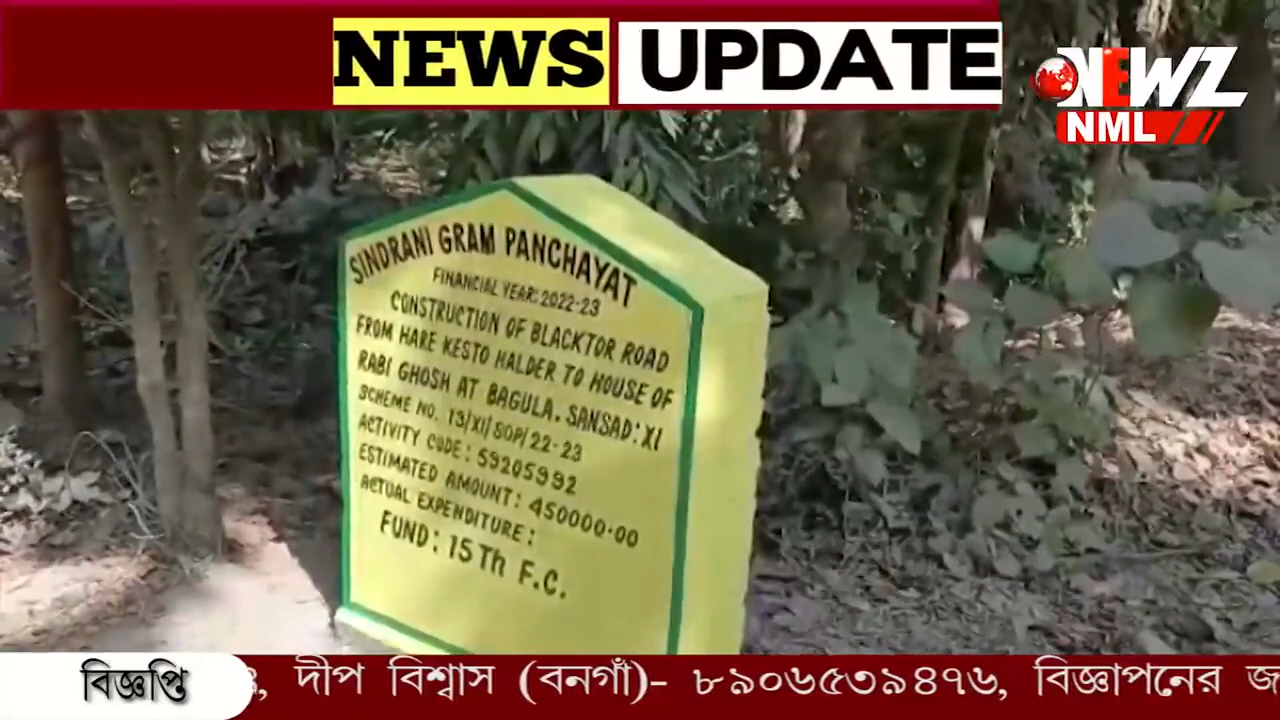 NEWS UPDATE
NEWZ
NML
SINDRANI GRAM PANCHAYAT
FINANCIAL YEAR: 2022-23
CONSTRUCTION OF BLACKTOR ROAD
FROM HARE KESTO HALDER TO HOUSE OF
RABI GHOSH AT BAGULA. SANSAD: XI
SCHEME NO. 13/XI/SOP/22-23
ACTIVITY CODE: 59205992
ESTIMATED AMOUNT: 450000.00
ACTUAL EXPENDITURE:
FUND: 15Th F.C.
বিজ্ঞপ্তি
, দীপ বিশ্বাস (বনগাঁ)- ৮৯০৬৫৩৯৪৭৬, বিজ্ঞাপনের